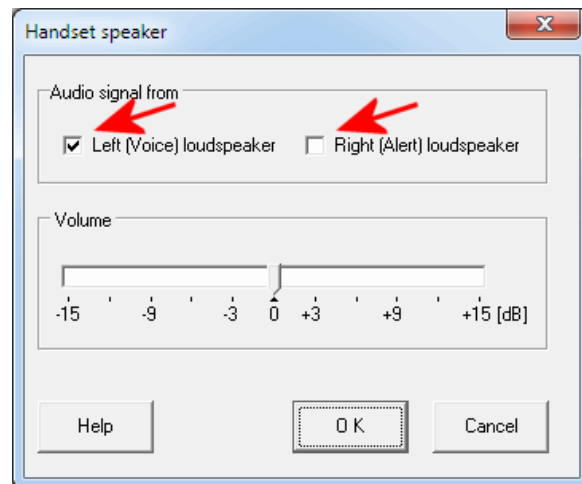 Handset speaker
Audio signal from
Left (Voice) loudspeaker Right (Alert) loudspeaker
Volume
-15 -9 -3 0 +3 +9 +15 [dB]
Help OK Cancel